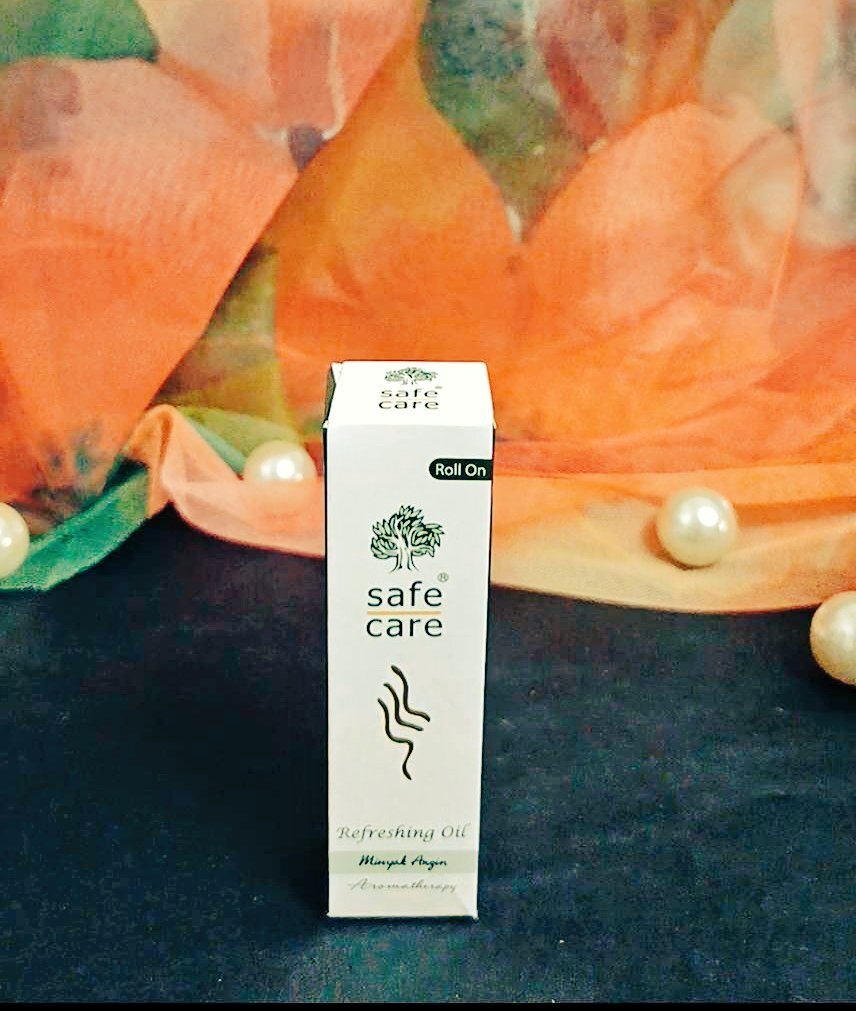 safe®
care
Roll On
safe®
care
Refreshing Oil
Minyak Angin
Aromatherapy